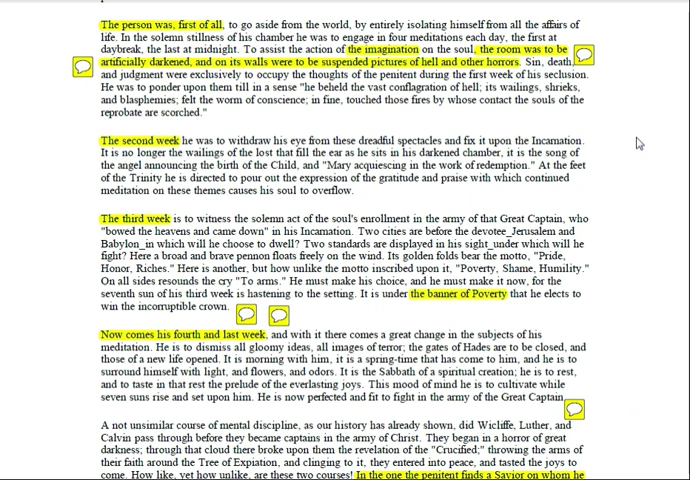 The person was, first of all, to go aside from the world, by entirely isolating himself from all the affairs of
life. In the solemn stillness of his chamber he was to engage in four meditations each day, the first at
daybreak, the last at midnight. To assist the action of the imagination on the soul, the room was to be
artificially darkened, and on its walls were to be suspended pictures of hell and other horrors. Sin, death,
and judgment were exclusively to occupy the thoughts of the penitent during the first week of his seclusion.
He was to ponder upon them till in a sense "he beheld the vast conflagration of hell; its wailings, shrieks,
and blasphemies; felt the worm of conscience; in fine, touched those fires by whose contact the souls of the
reprobate are scorched."
The second week he was to withdraw his eye from these dreadful spectacles and fix it upon the Incarnation.
It is no longer the wailings of the lost that fill the ear as he sits in his darkened chamber, it is the song of
the angel announcing the birth of the Child, and "Mary acquiescing in the work of redemption." At the feet
of the Trinity he is directed to pour out the expression of the gratitude and praise with which continued
meditation on these themes causes his soul to overflow.
The third week is to witness the solemn act of the soul's enrollment in the army of that Great Captain, who
"bowed the heavens and came down" in his Incarnation. Two cities are before the devotee_Jerusalem and
Babylon_in which will he choose to dwell? Two standards are displayed in his sight_under which will he
fight? Here a broad and brave pennon floats freely on the wind. Its golden folds bear the motto, "Pride,
Honor, Riches." Here is another, but how unlike the motto inscribed upon it, "Poverty, Shame, Humility."
On all sides resounds the cry "To arms." He must make his choice, and he must make it now, for the
seventh sun of his third week is hastening to the setting. It is under the banner of Poverty that he elects to
win the incorruptible crown.
Now comes his fourth and last week, and with it there comes a great change in the subjects of his
meditation. He is to dismiss all gloomy ideas, all images of terror; the gates of Hades are to be closed, and
those of a new life opened. It is morning with him, it is a spring-time that has come to him, and he is to
surround himself with light, and flowers, and odors. It is the Sabbath of a spiritual creation; he is to rest,
and to taste in that rest the prelude of the everlasting joys. This mood of mind he is to cultivate while
seven suns rise and set upon him. He is now perfected and fit to fight in the army of the Great Captain.
A not unsimilar course of mental discipline, as our history has already shown, did Wicliffe, Luther, and
Calvin pass through before they became captains in the army of Christ. They began in a horror of great
darkness; through that cloud there broke upon them the revelation of the "Crucified;" throwing the arms of
their faith around the Tree of Expiation, and clinging to it, they entered into peace, and tasted the joys to
come. How like, yet how unlike, are these two courses! In the one the penitent finds a Savior on whom he